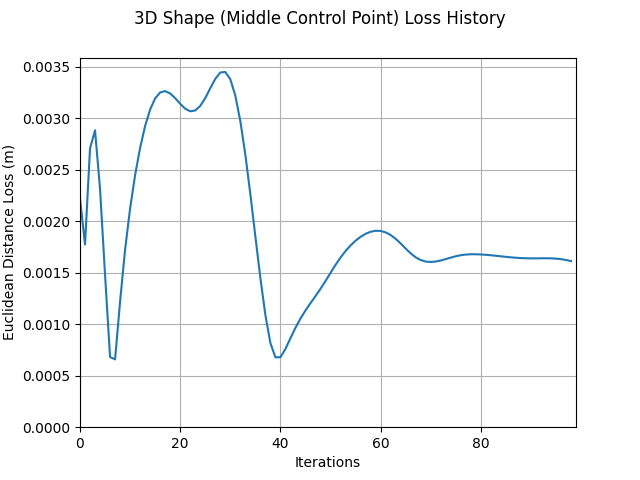 3D Shape (Middle Control Point) Loss History
Euclidean Distance Loss (m)
0.0035
0.0030
0.0025
0.0020
0.0015
0.0010
0.0005
0.0000
0 20 40 60 80
Iterations